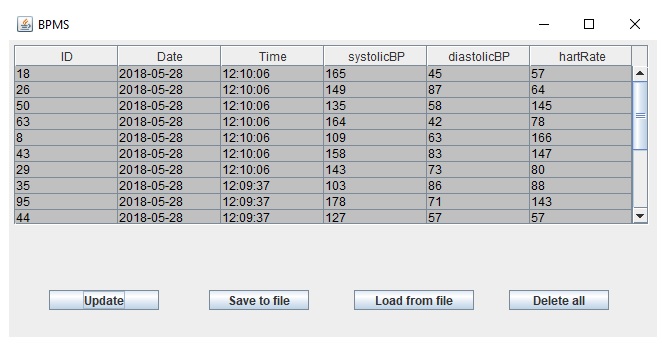 BPMS
ID Date Time systolicBP diastolicBP hartRate
18 2018-05-28 12:10:06 165 45 57
26 2018-05-28 12:10:06 149 87 64
50 2018-05-28 12:10:06 135 58 145
63 2018-05-28 12:10:06 164 42 78
8 2018-05-28 12:10:06 109 63 166
43 2018-05-28 12:10:06 158 83 147
29 2018-05-28 12:10:06 143 73 80
35 2018-05-28 12:09:37 103 86 88
95 2018-05-28 12:09:37 178 71 143
44 2018-05-28 12:09:37 127 57 57
Update Save to file Load from file Delete all